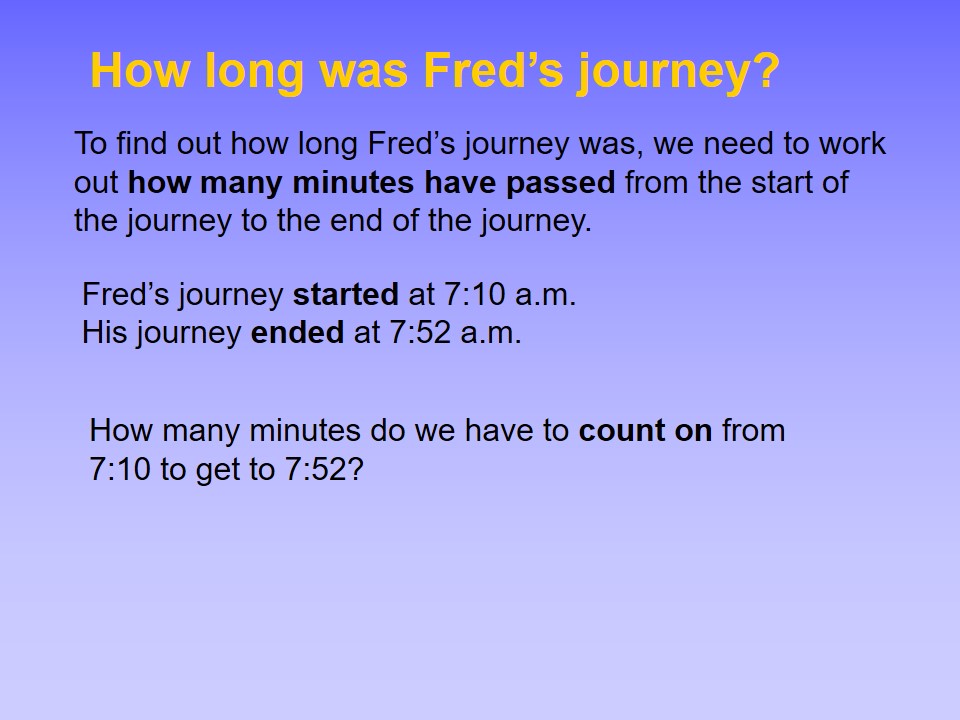 How long was Fred’s journey?
To find out how long Fred’s journey was, we need to work
out how many minutes have passed from the start of
the journey to the end of the journey.
Fred’s journey started at 7:10 a.m.
His journey ended at 7:52 a.m.
How many minutes do we have to count on from
7:10 to get to 7:52?